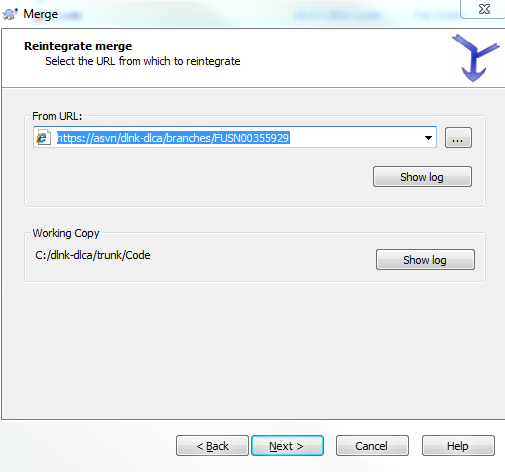 Merge
Reintegrate merge
Select the URL from which to reintegrate
From URL:
https://asvn/dlnk-dlca/branches/FUSN00355929
...
Show log
Working Copy
C:/dlnk-dlca/trunk/Code
Show log
< Back
Next >
Cancel
Help